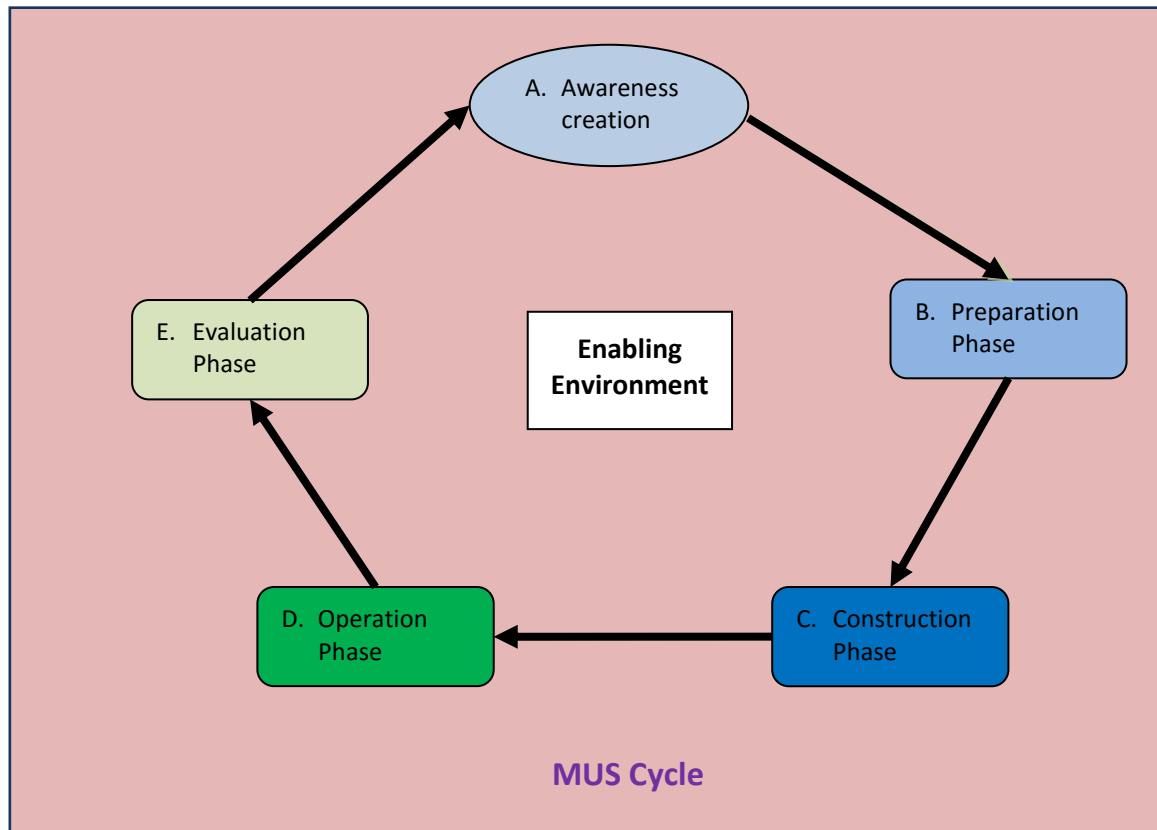 A. Awareness
creation
B. Preparation
Phase
E. Evaluation
Phase
Enabling
Environment
D. Operation
Phase
C. Construction
Phase
MUS Cycle